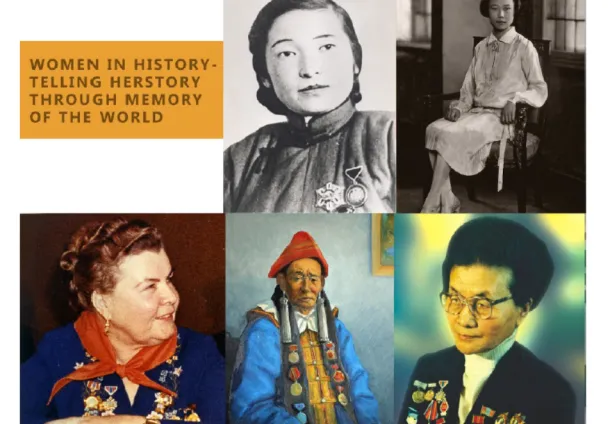 WOMEN IN HISTORY-
TELLING HERSTORY
THROUGH MEMORY
OF THE WORLD